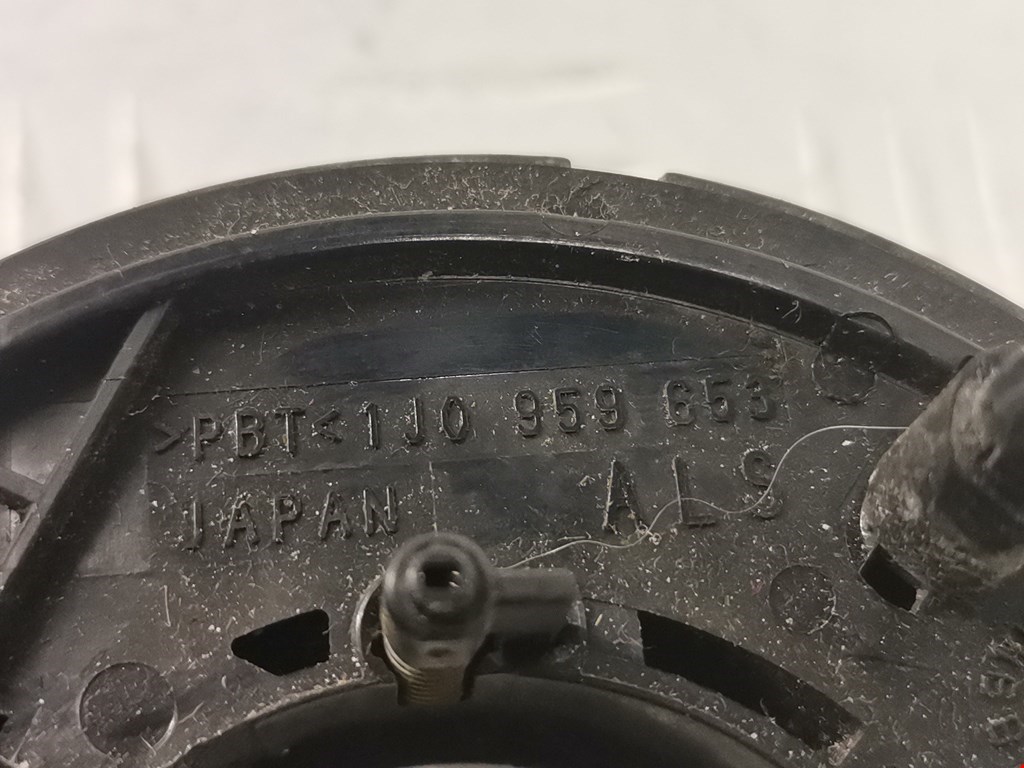 >PBT< 1J0 959 653
JAPAN ALS